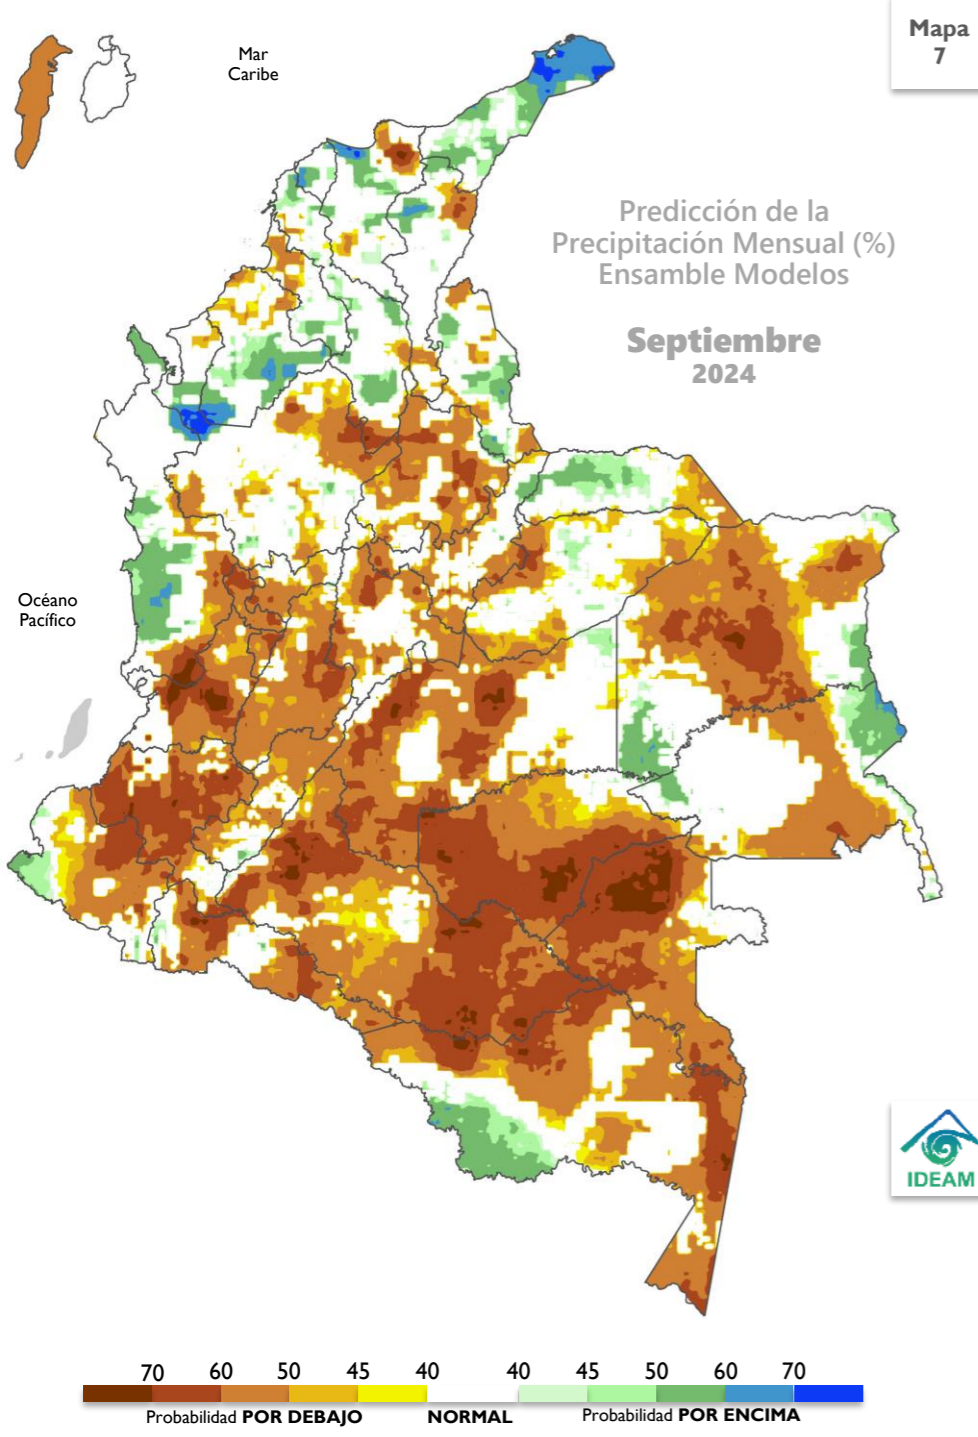 Mapa
7
Mar
Caribe
Predicción de la
Precipitación Mensual (%)
Ensamble Modelos
Septiembre
2024
Océano
Pacífico
IDEAM
70 60 50 45 40 40 45 50 60 70
Probabilidad POR DEBAJO NORMAL Probabilidad POR ENCIMA